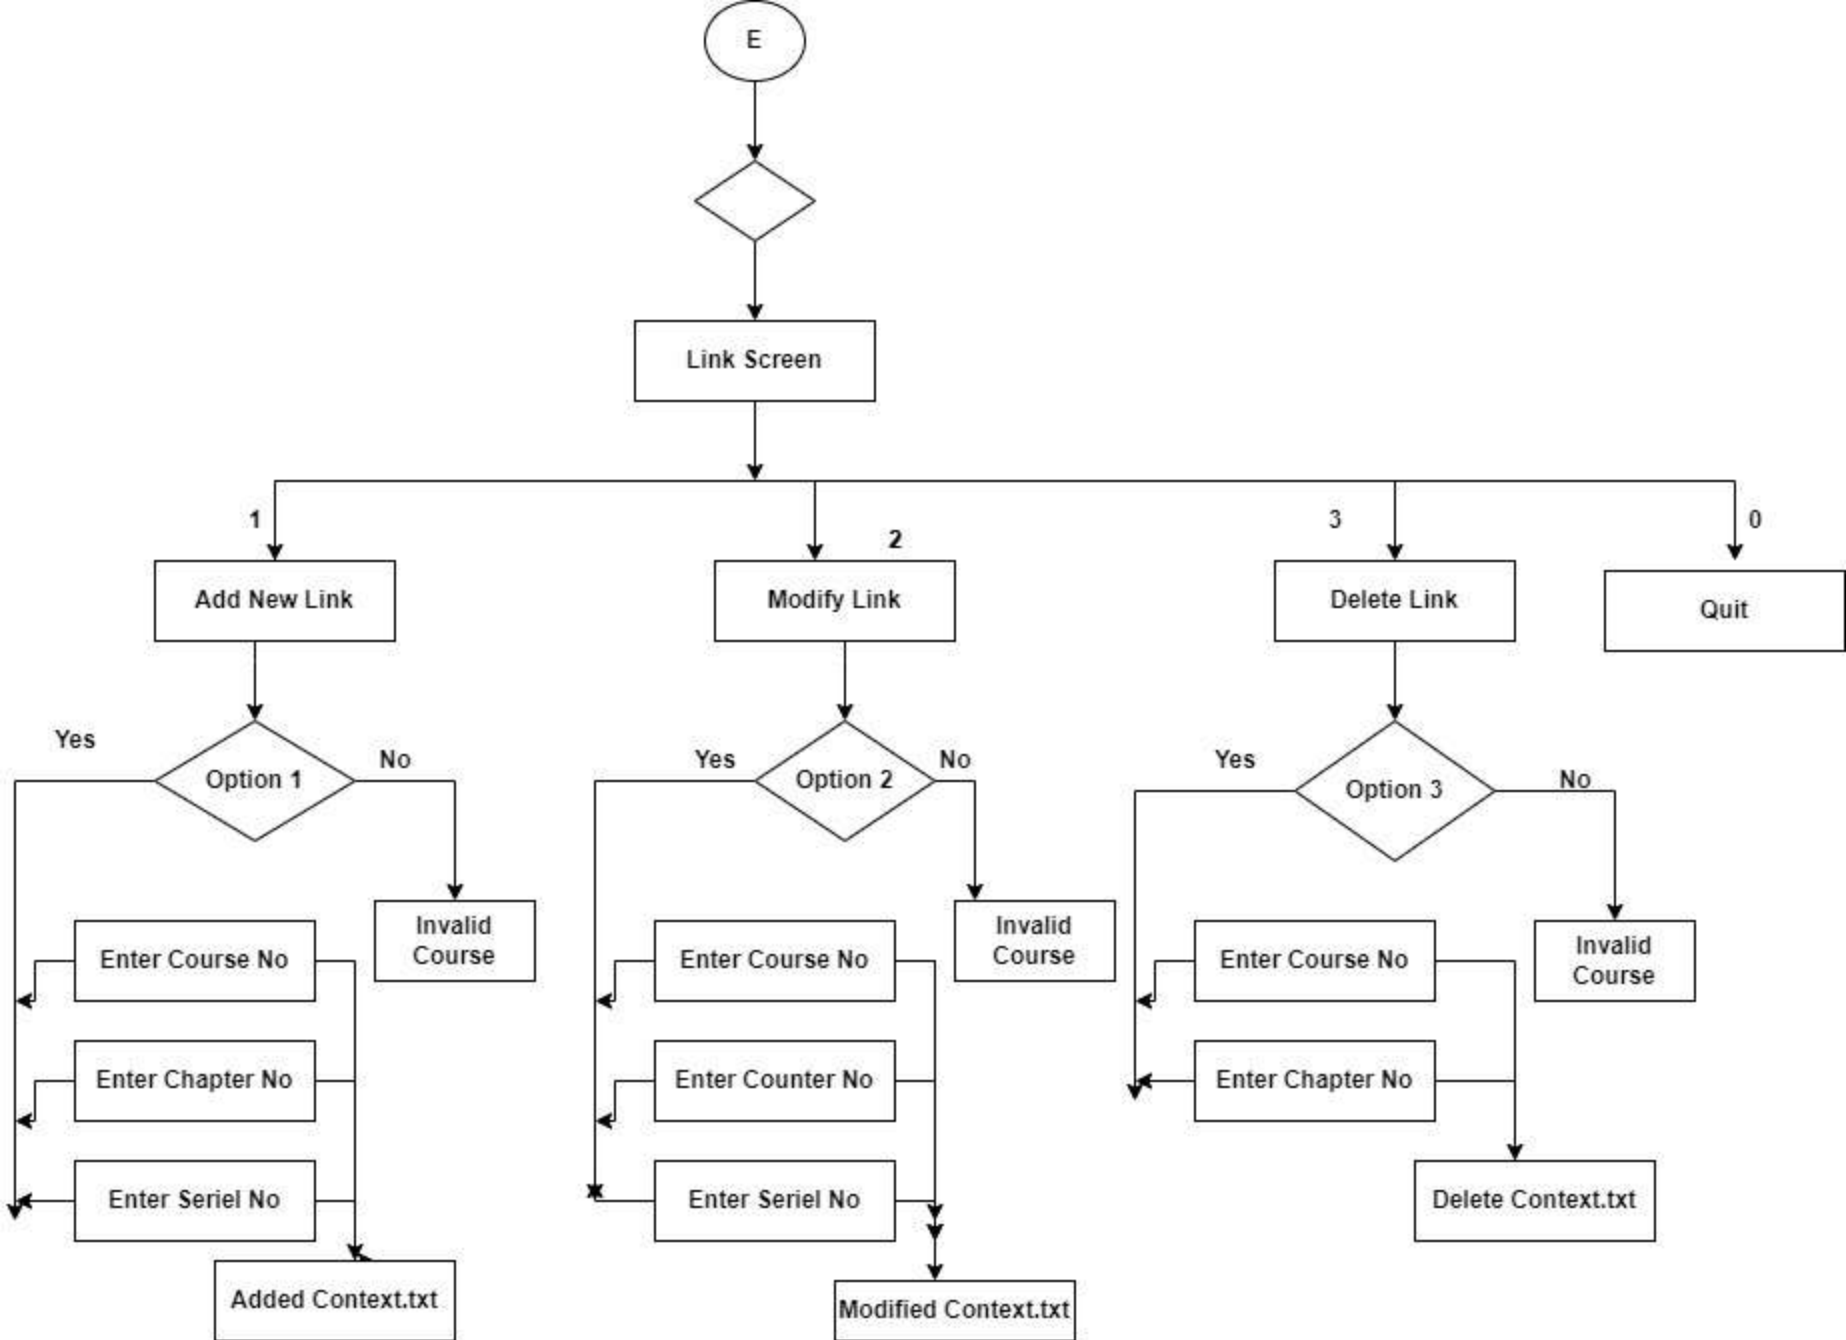 E
Link Screen
1
2
3
0
Add New Link
Modify Link
Delete Link
Quit
Yes
Option 1
No
Yes
Option 2
No
Yes
Option 3
No
Invalid
Course
Invalid
Course
Invalid
Course
Enter Course No
Enter Course No
Enter Course No
Enter Chapter No
Enter Counter No
Enter Chapter No
Enter Seriel No
Enter Seriel No
Delete Context.txt
Added Context.txt
Modified Context.txt